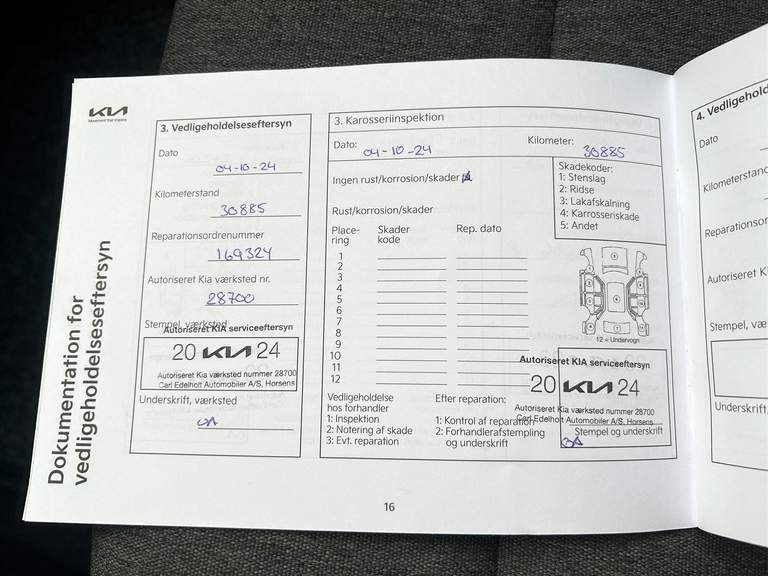 KIA
Movement that inspires
Dokumentation for
vedligeholdelseseftersyn
3. Vedligeholdelseseftersyn
Dato
04-10-24
Kilometerstand
30885
Reparationsordrenummer
169324
Autoriseret Kia værksted nr.
28700
Stempel, værksted
Autoriseret KIA serviceeftersyn
20 KIA 24
Autoriseret Kia værksted nummer 28700
Carl Edelholt Automobiler A/S, Horsens
Underskrift, værksted
3. Karosseriinspektion
Dato: 04-10-24 Kilometer: 30885
Ingen rust/korrosion/skader
Skadekoder:
1: Stenslag
2: Ridse
3: Lakafskalning
4: Karrosseriskade
5: Andet
Rust/korrosion/skader
Place-
ring
Skader
kode
Rep. dato
1
2
3
4
5
6
7
8
9
10
11
12
12 = Undervogn
Autoriseret KIA serviceeftersyn
20 KIA 24
Autoriseret Kia værksted nummer 28700
Carl Edelholt Automobiler A/S, Horsens
Stempel og underskrift
Vedligeholdelse
hos forhandler
1: Inspektion
2: Notering af skade
3: Evt. reparation
Efter reparation:
1: Kontrol af reparation
2: Forhandlerafstempling
og underskrift
16
4. Vedligehold
Dato
Kilometerstand
Reparationsor
Autoriseret K
Stempel, væ
Underskrift,